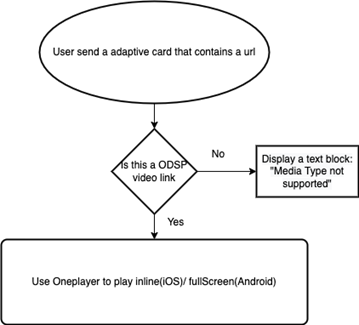 User send a adaptive card that contains a url
Is this a ODSP
video link
No
Display a text block:
"Media Type not
supported"
Yes
Use Oneplayer to play inline(iOS)/ fullScreen(Android)